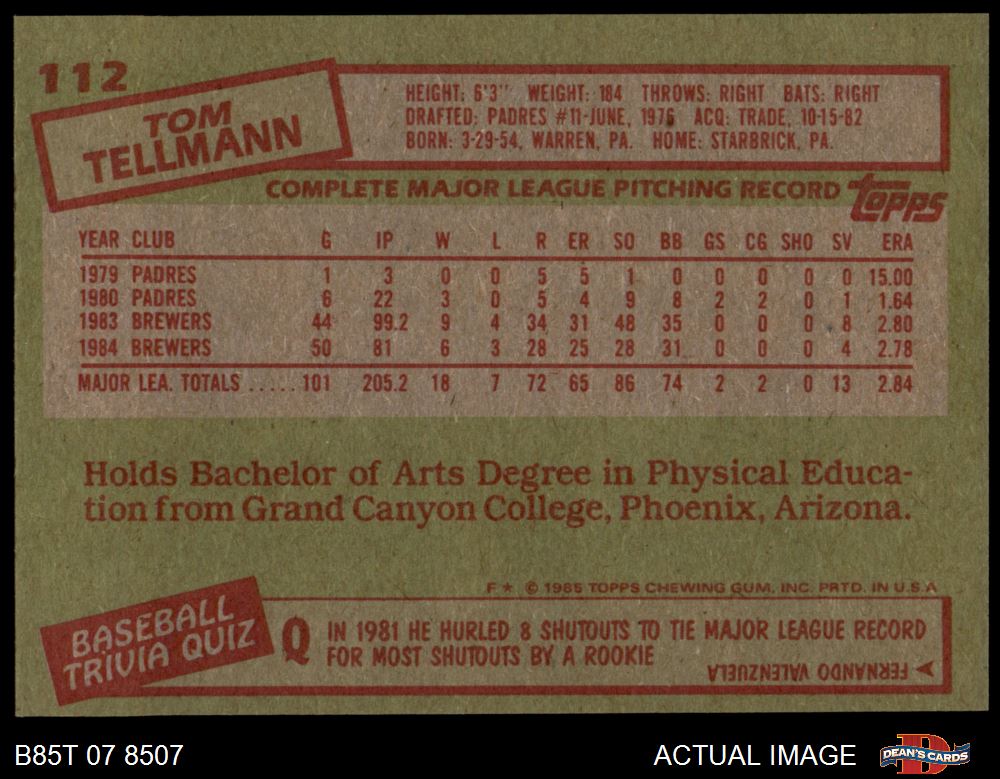 112
TOM
TELLMANN
HEIGHT: 6'3" WEIGHT: 184 THROWS: RIGHT BATS: RIGHT
DRAFTED: PADRES #11-JUNE, 1976 ACQ: TRADE, 10-15-82
BORN: 3-29-54, WARREN, PA. HOME: STARBRICK, PA.
COMPLETE MAJOR LEAGUE PITCHING RECORD topps
YEAR CLUB G IP W L R ER SO BB GS CG SHO SV ERA
1979 PADRES 1 3 0 0 5 5 1 0 0 0 0 0 15.00
1980 PADRES 6 22 3 0 5 4 9 8 2 2 0 1 1.64
1983 BREWERS 44 99.2 9 4 34 31 48 35 0 0 0 8 2.80
1984 BREWERS 50 81 6 3 28 25 28 31 0 0 0 4 2.78
MAJOR LEA. TOTALS ..... 101 205.2 18 7 72 65 86 74 2 2 0 13 2.84
Holds Bachelor of Arts Degree in Physical Educa-
tion from Grand Canyon College, Phoenix, Arizona.
F★ © 1985 TOPPS CHEWING GUM, INC. PRTD. IN U.S.A
BASEBALL
TRIVIA QUIZ
Q IN 1981 HE HURLED 8 SHUTOUTS TO TIE MAJOR LEAGUE RECORD
FOR MOST SHUTOUTS BY A ROOKIE
FERNANDO VALENZUELA
B85T 07 8507
ACTUAL IMAGE
DEAN'S CARDS